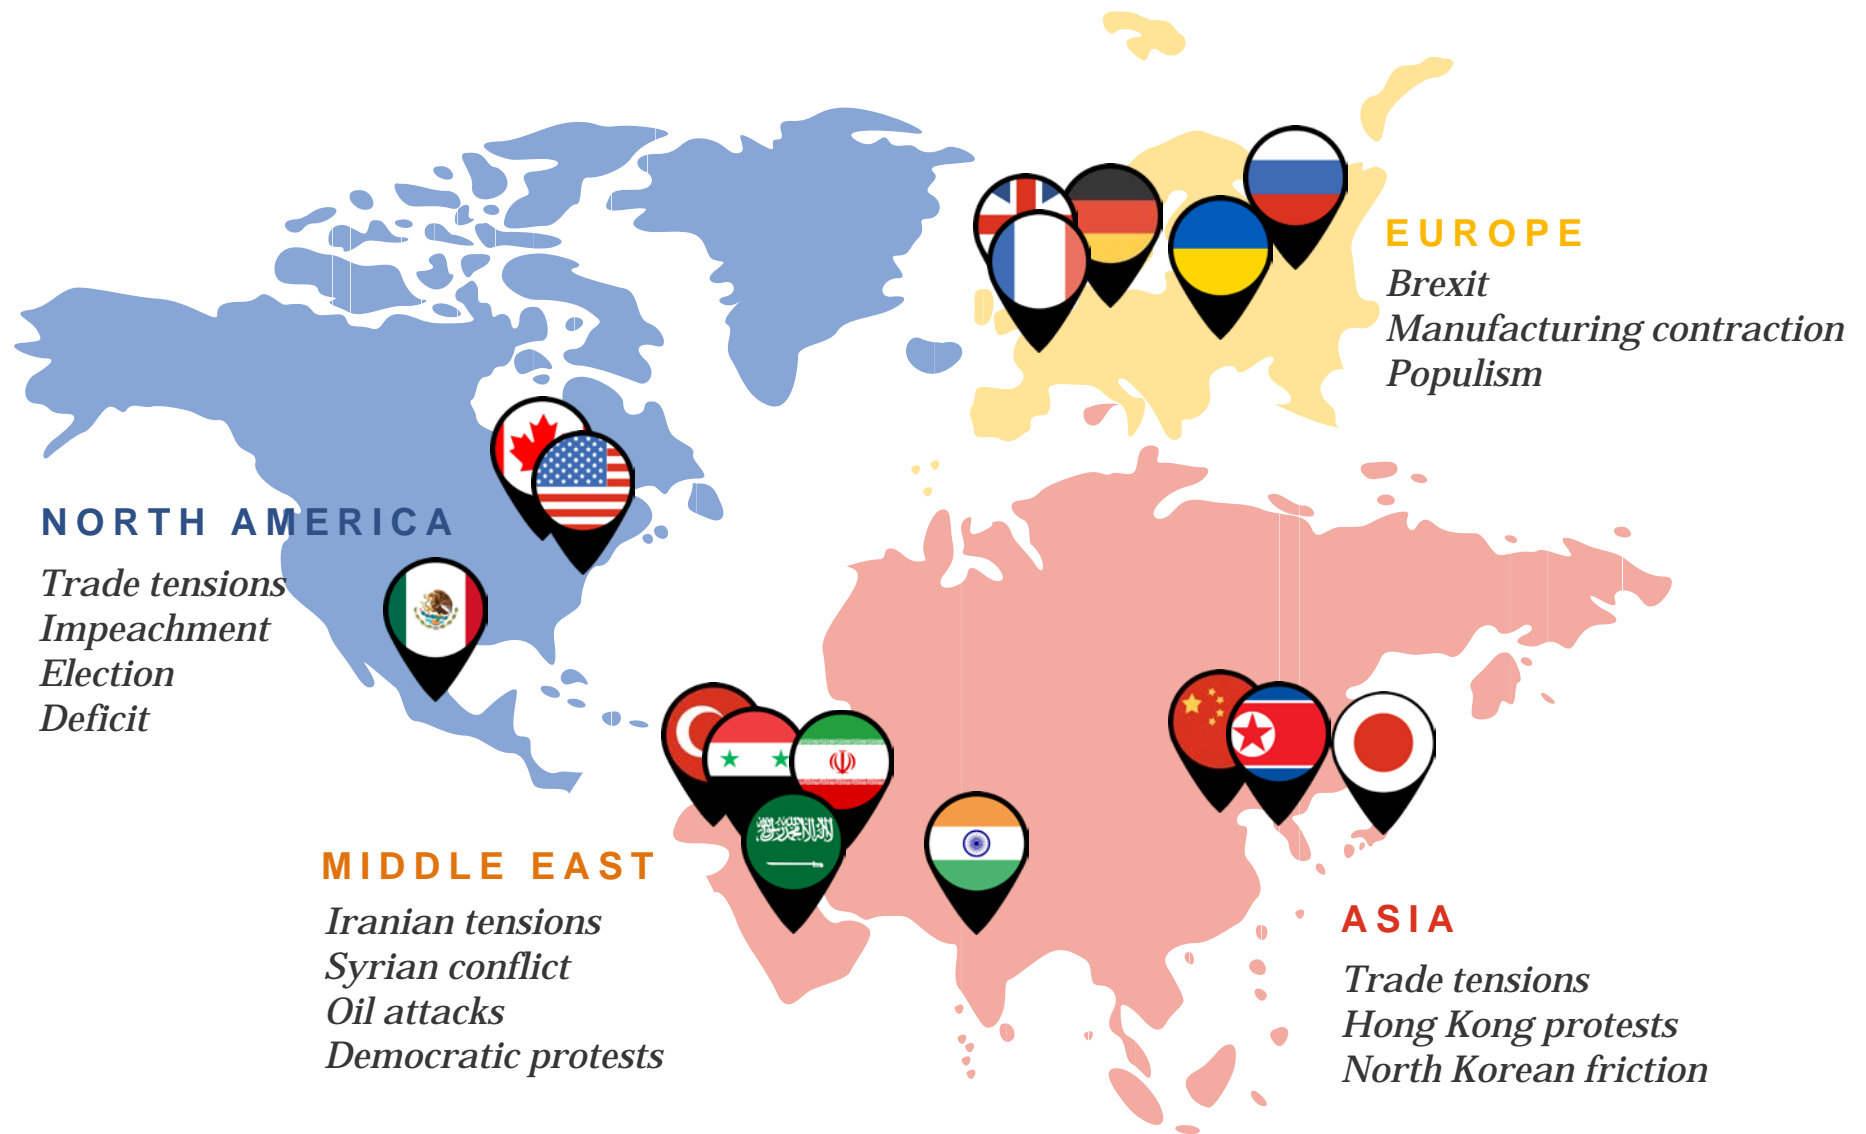 EUROPE
Brexit
Manufacturing contraction
Populism
NORTH AMERICA
Trade tensions
Impeachment
Election
Deficit
MIDDLE EAST
Iranian tensions
Syrian conflict
Oil attacks
Democratic protests
ASIA
Trade tensions
Hong Kong protests
North Korean friction